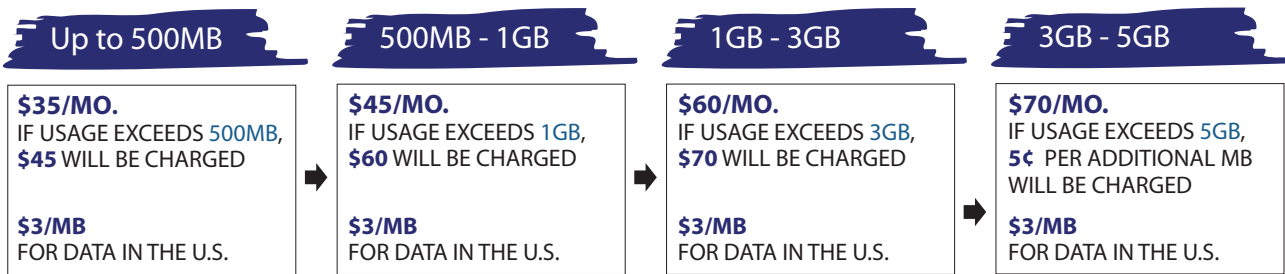 Up to 500MB
$35/MO.
IF USAGE EXCEEDS 500MB,
$45 WILL BE CHARGED
$3/MB
FOR DATA IN THE U.S.
500MB - 1GB
$45/MO.
IF USAGE EXCEEDS 1GB,
$60 WILL BE CHARGED
$3/MB
FOR DATA IN THE U.S.
1GB - 3GB
$60/MO.
IF USAGE EXCEEDS 3GB,
$70 WILL BE CHARGED
$3/MB
FOR DATA IN THE U.S.
3GB - 5GB
$70/MO.
IF USAGE EXCEEDS 5GB,
5¢ PER ADDITIONAL MB
WILL BE CHARGED
$3/MB
FOR DATA IN THE U.S.